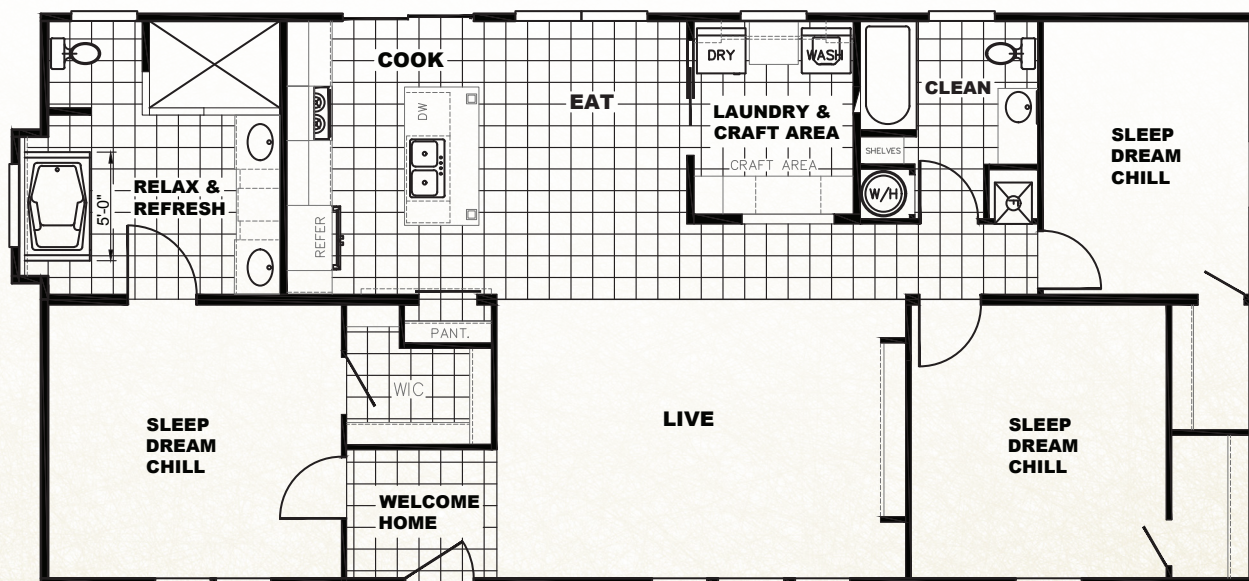 COOK
EAT
DRY
WASH
LAUNDRY &
CRAFT AREA
CRAFT AREA
CLEAN
SHELVES
W/H
SLEEP
DREAM
CHILL
DW
RELAX &
REFRESH
5'-0"
REFER
PANT.
WIC
SLEEP
DREAM
CHILL
WELCOME
HOME
LIVE
SLEEP
DREAM
CHILL